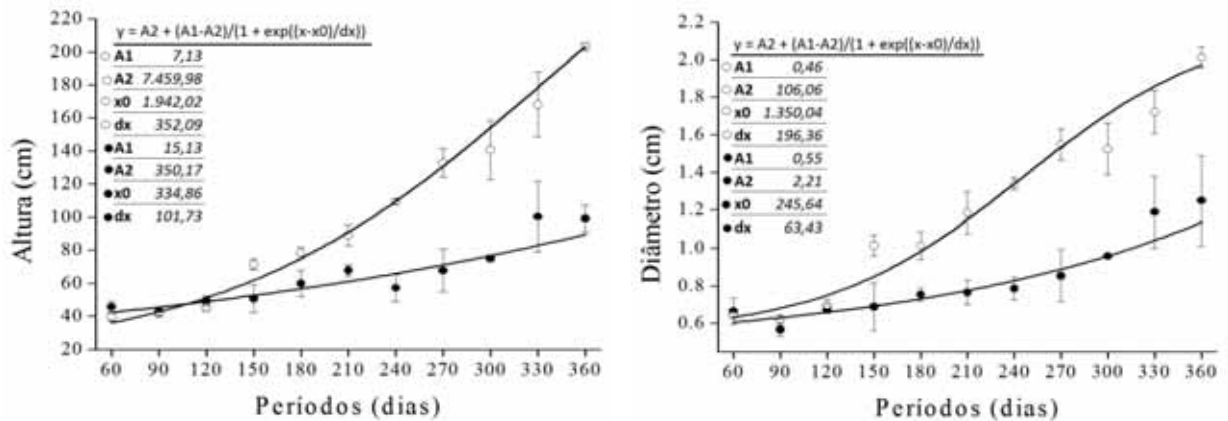 y = A2 + (A1-A2)/(1 + exp((x-x0)/dx))
A1 7,13
A2 7.459,98
x0 1.942,02
dx 352,09
A1 15,13
A2 350,17
x0 334,86
dx 101,73
Altura (cm)
220
200
180
160
140
120
100
80
60
40
20
60 90 120 150 180 210 240 270 300 330 360
Períodos (dias)
y = A2 + (A1-A2)/(1 + exp((x-x0)/dx))
A1 0,46
A2 106,06
x0 1.350,04
dx 196,36
A1 0,55
A2 2,21
x0 245,64
dx 63,43
Diâmetro (cm)
2.2
2.0
1.8
1.6
1.4
1.2
1.0
0.8
0.6
60 90 120 150 180 210 240 270 300 330 360
Períodos (dias)